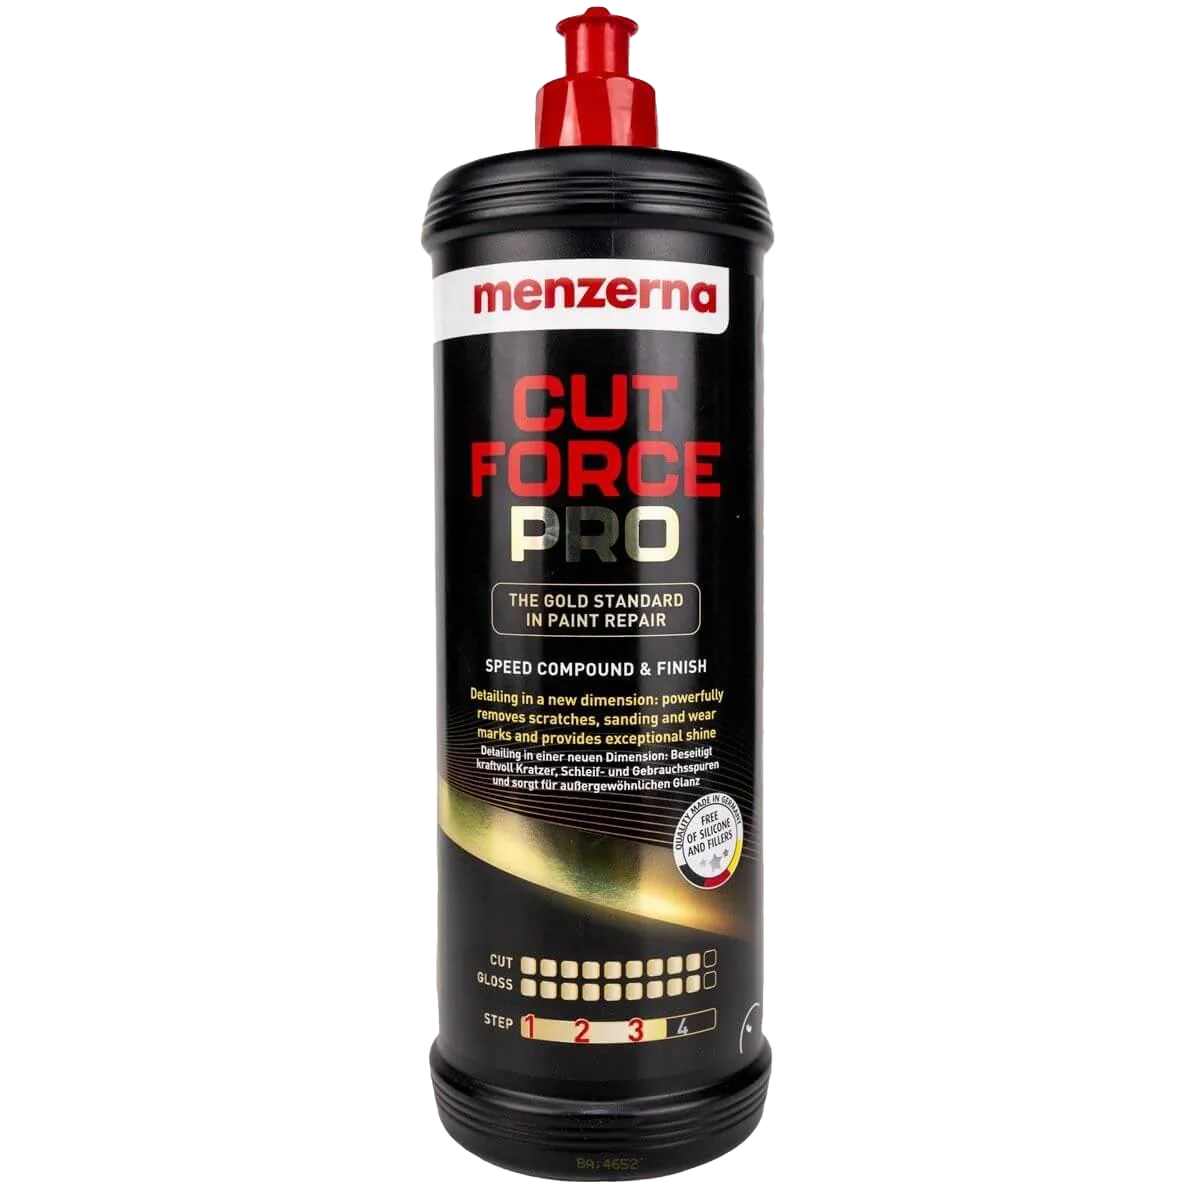 menzerna
CUT
FORCE
PRO
THE GOLD STANDARD
IN PAINT REPAIR
SPEED COMPOUND & FINISH
Detailing in a new dimension: powerfully
removes scratches, sanding and wear
marks and provides exceptional shine
Detailing in einer neuen Dimension: Beseitigt
kraftvoll Kratzer, Schleif- und Gebrauchsspuren
und sorgt für außergewöhnlichen Glanz
QUALITY MADE IN GERMANY
FREE
OF SILICONE
AND FILLERS
CUT
GLOSS
STEP 1 2 3 4
BA:4652